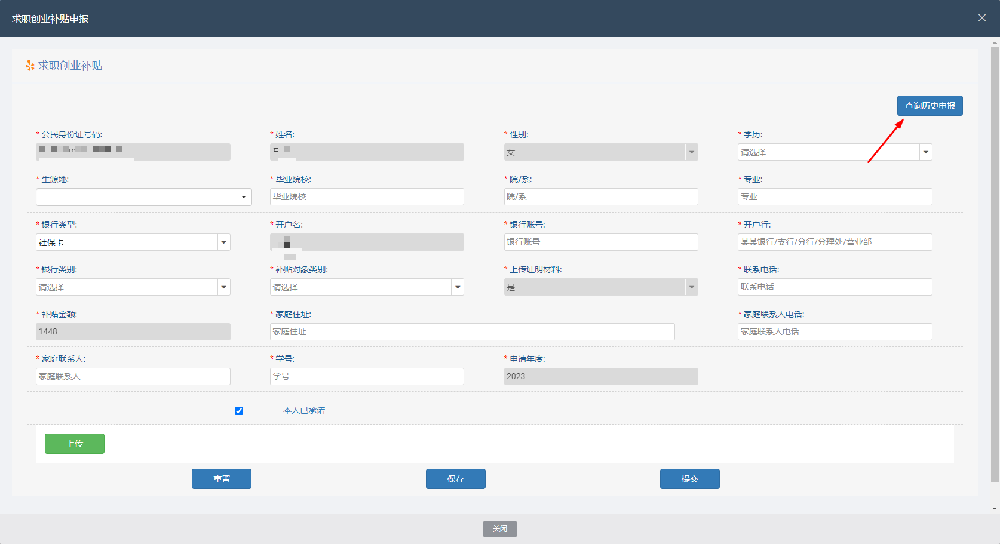 求职创业补贴申报
求职创业补贴
查询历史申报
* 公民身份证号码: * 姓名: * 性别: * 学历:
女 请选择
* 生源地: * 毕业院校: * 院/系: * 专业:
毕业院校 院/系 专业
* 银行类型: * 开户名: * 银行账号: * 开户行:
社保卡 银行账号 某某银行/支行/分行/分理处/营业部
* 银行类别: * 补贴对象类别: * 上传证明材料: * 联系电话:
请选择 请选择 是 联系电话
* 补贴金额: * 家庭住址: * 家庭联系人电话:
1448 家庭住址 家庭联系人电话
* 家庭联系人: * 学号: * 申请年度:
家庭联系人 学号 2023
本人已承诺
上传
重置 保存 提交
关闭